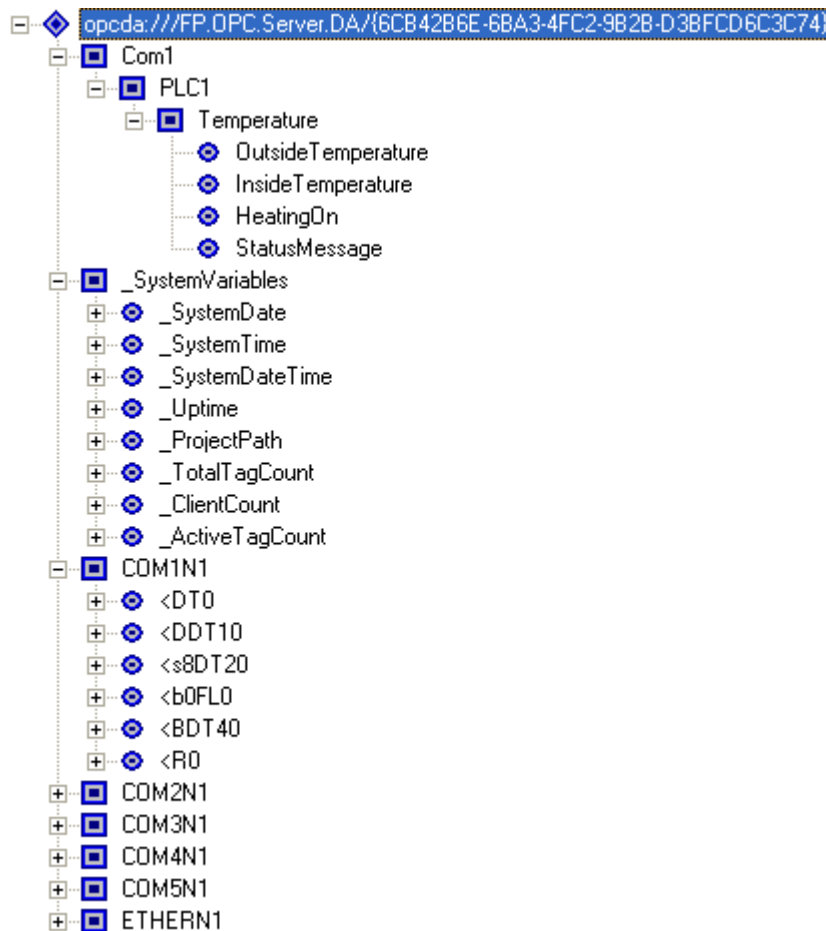 opcda:///FP.OPC.Server.DA/{6CB42B6E-6BA3-4FC2-9B2B-D3BFCD6C3C74}
Com1
PLC1
Temperature
OutsideTemperature
InsideTemperature
HeatingOn
StatusMessage
_SystemVariables
_SystemDate
_SystemTime
_SystemDateTime
_Uptime
_ProjectPath
_TotalTagCount
_ClientCount
_ActiveTagCount
COM1N1
<DT0
<DDT10
<s8DT20
<b0FL0
<BDT40
<R0
COM2N1
COM3N1
COM4N1
COM5N1
ETHERN1